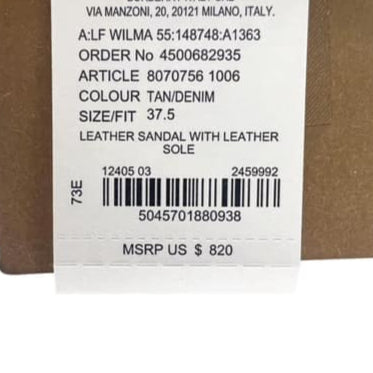 VIA MANZONI, 20, 20121 MILANO, ITALY.
A:LF WILMA 55:148748:A1363
ORDER No 4500682935
ARTICLE 8070756 1006
COLOUR TAN/DENIM
SIZE/FIT 37.5
LEATHER SANDAL WITH LEATHER
SOLE
12405 03 2459992
73E
5045701880938
MSRP US $ 820